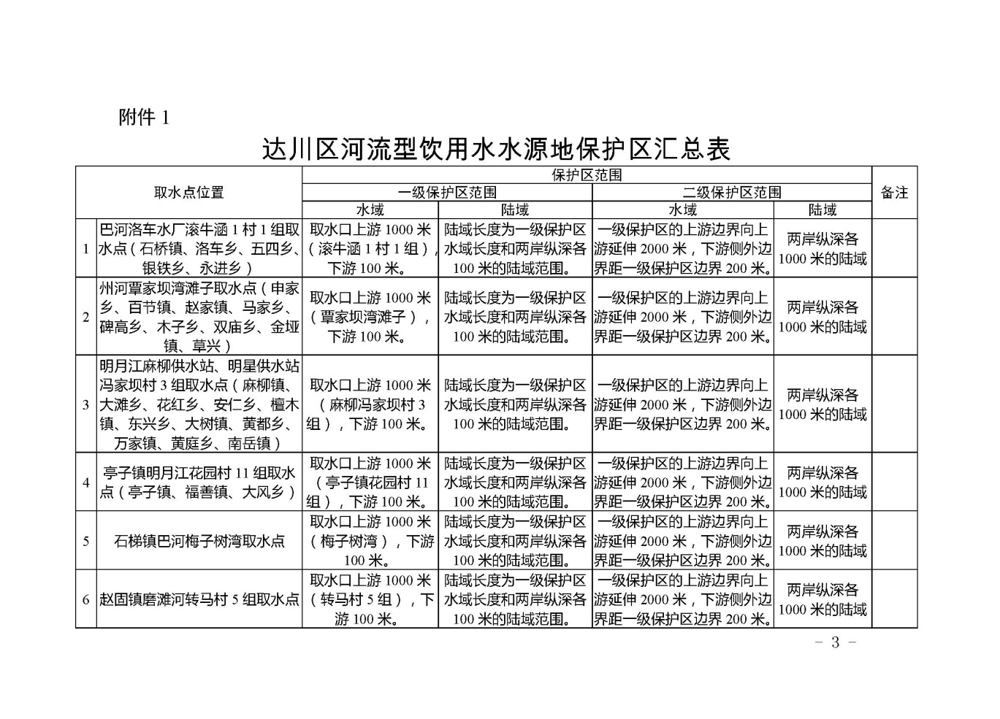 附件 1
达川区河流型饮用水水源地保护区汇总表
取水点位置
保护区范围
备注
一级保护区范围
二级保护区范围
水域
陆域
水域
陆域
1
巴河洛车水厂滚牛涵 1 村 1 组取
水点（石桥镇、洛车乡、五四乡、
银铁乡、永进乡）
取水口上游 1000 米
（滚牛涵 1 村 1 组），
下游 100 米。
陆域长度为一级保护区
水域长度和两岸纵深各
100 米的陆域范围。
一级保护区的上游边界向上
游延伸 2000 米，下游侧外边
界距一级保护区边界 200 米。
两岸纵深各
1000 米的陆域
2
州河覃家坝湾滩子取水点（申家
乡、百节镇、赵家镇、马家乡、
碑高乡、木子乡、双庙乡、金垭
镇、草兴）
取水口上游 1000 米
（覃家坝湾滩子），
下游 100 米。
陆域长度为一级保护区
水域长度和两岸纵深各
100 米的陆域范围。
一级保护区的上游边界向上
游延伸 2000 米，下游侧外边
界距一级保护区边界 200 米。
两岸纵深各
1000 米的陆域
3
明月江麻柳供水站、明星供水站
冯家坝村 3 组取水点（麻柳镇、
大滩乡、花红乡、安仁乡、檀木
镇、东兴乡、大树镇、黄都乡、
万家镇、黄庭乡、南岳镇）
取水口上游 1000 米
（麻柳冯家坝村 3
组），下游 100 米。
陆域长度为一级保护区
水域长度和两岸纵深各
100 米的陆域范围。
一级保护区的上游边界向上
游延伸 2000 米，下游侧外边
界距一级保护区边界 200 米。
两岸纵深各
1000 米的陆域
4
亭子镇明月江花园村 11 组取水
点（亭子镇、福善镇、大风乡）
取水口上游 1000 米
（亭子镇花园村 11
组），下游 100 米。
陆域长度为一级保护区
水域长度和两岸纵深各
100 米的陆域范围。
一级保护区的上游边界向上
游延伸 2000 米，下游侧外边
界距一级保护区边界 200 米。
两岸纵深各
1000 米的陆域
5
石梯镇巴河梅子树湾取水点
取水口上游 1000 米
（梅子树湾），下游
100 米。
陆域长度为一级保护区
水域长度和两岸纵深各
100 米的陆域范围。
一级保护区的上游边界向上
游延伸 2000 米，下游侧外边
界距一级保护区边界 200 米。
两岸纵深各
1000 米的陆域
6
赵固镇磨滩河转马村 5 组取水点
取水口上游 1000 米
（转马村 5 组），下
游 100 米。
陆域长度为一级保护区
水域长度和两岸纵深各
100 米的陆域范围。
一级保护区的上游边界向上
游延伸 2000 米，下游侧外边
界距一级保护区边界 200 米。
两岸纵深各
1000 米的陆域
－ 3 －